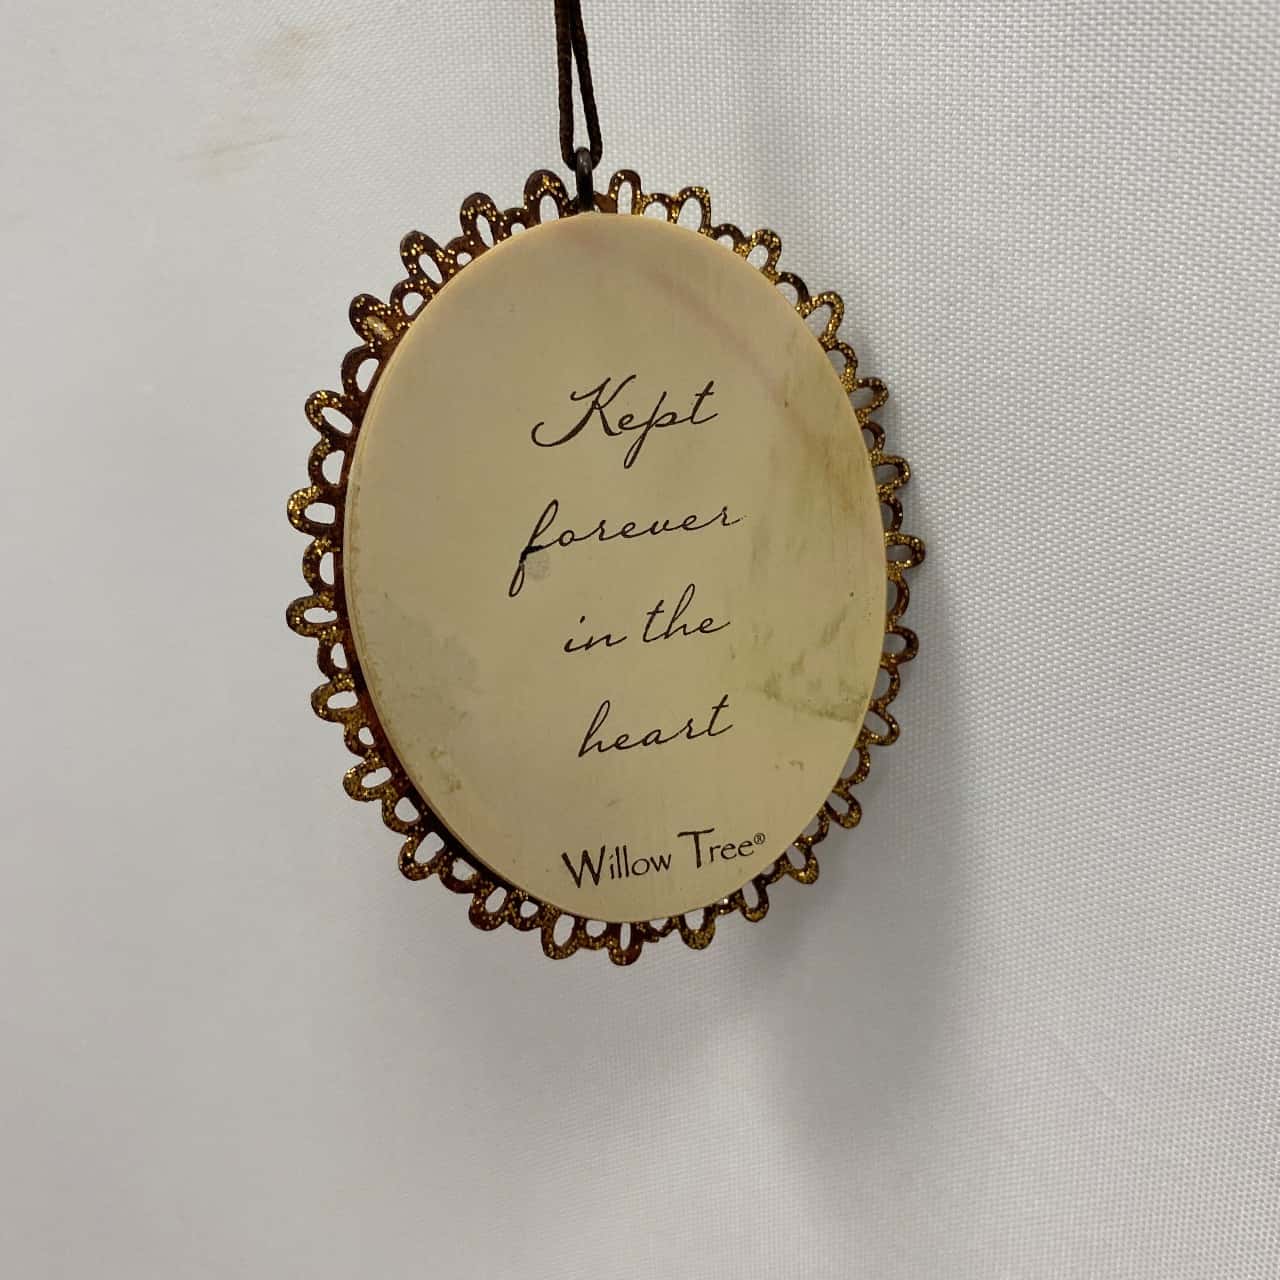 Kept
forever
in the
heart
Willow Tree®